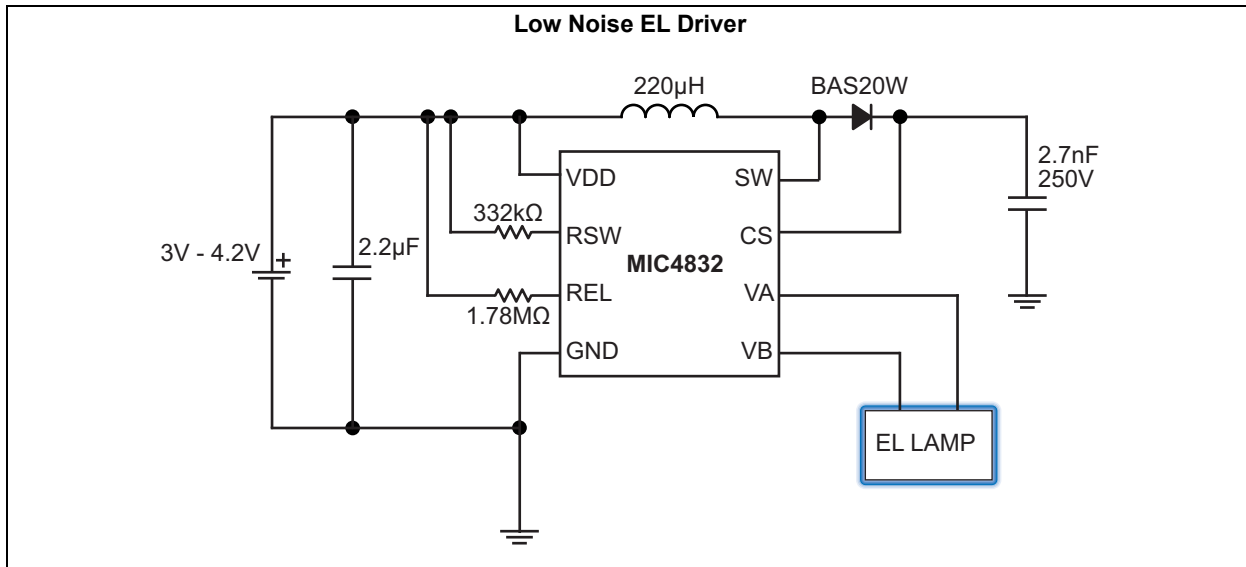 Low Noise EL Driver
220µH
BAS20W
2.7nF
250V
VDD
SW
332kΩ
RSW
CS
3V - 4.2V
+
2.2µF
MIC4832
REL
VA
1.78MΩ
GND
VB
EL LAMP